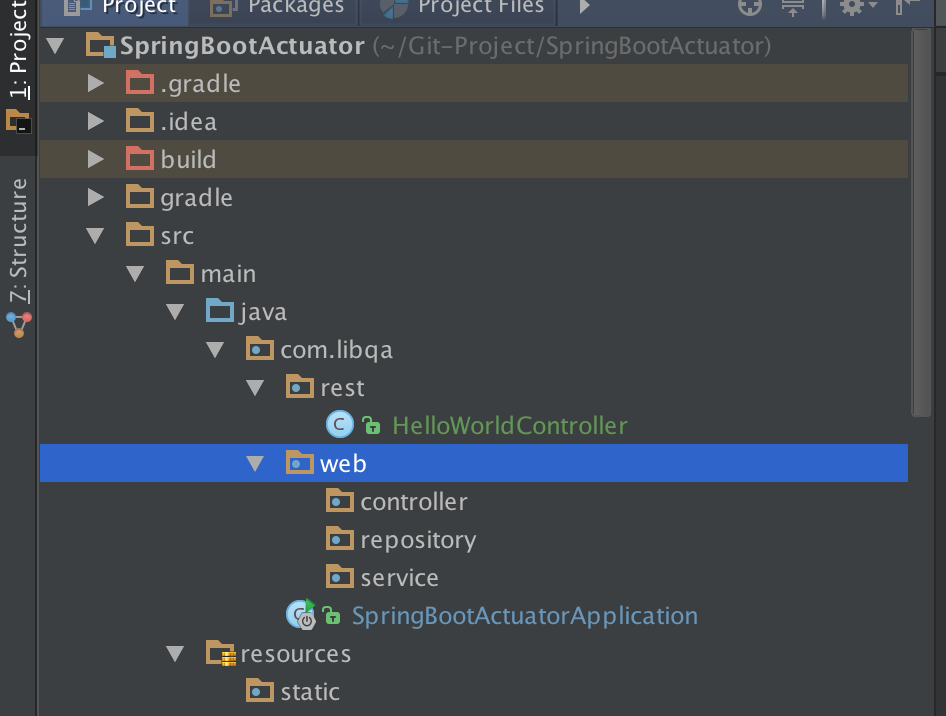 Project Packages Project Files
1: Project
7: Structure
SpringBootActuator (~/Git-Project/SpringBootActuator)
.gradle
.idea
build
gradle
src
main
java
com.libqa
rest
HelloWorldController
web
controller
repository
service
SpringBootActuatorApplication
resources
static